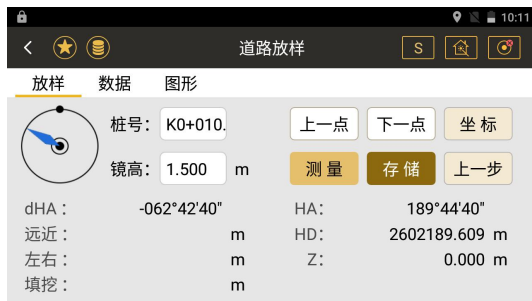 10:11
道路放样
S
放样 数据 图形
桩号： K0+010. 上一点 下一点 坐标
镜高： 1.500 m 测量 存储 上一步
dHA： -062°42'40" HA： 189°44'40"
远近： m HD： 2602189.609 m
左右： m Z： 0.000 m
填挖： m